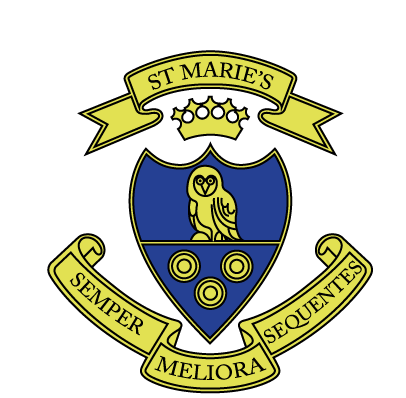 ST MARIE'S
SEMPER
MELIORA
SEQUENTES